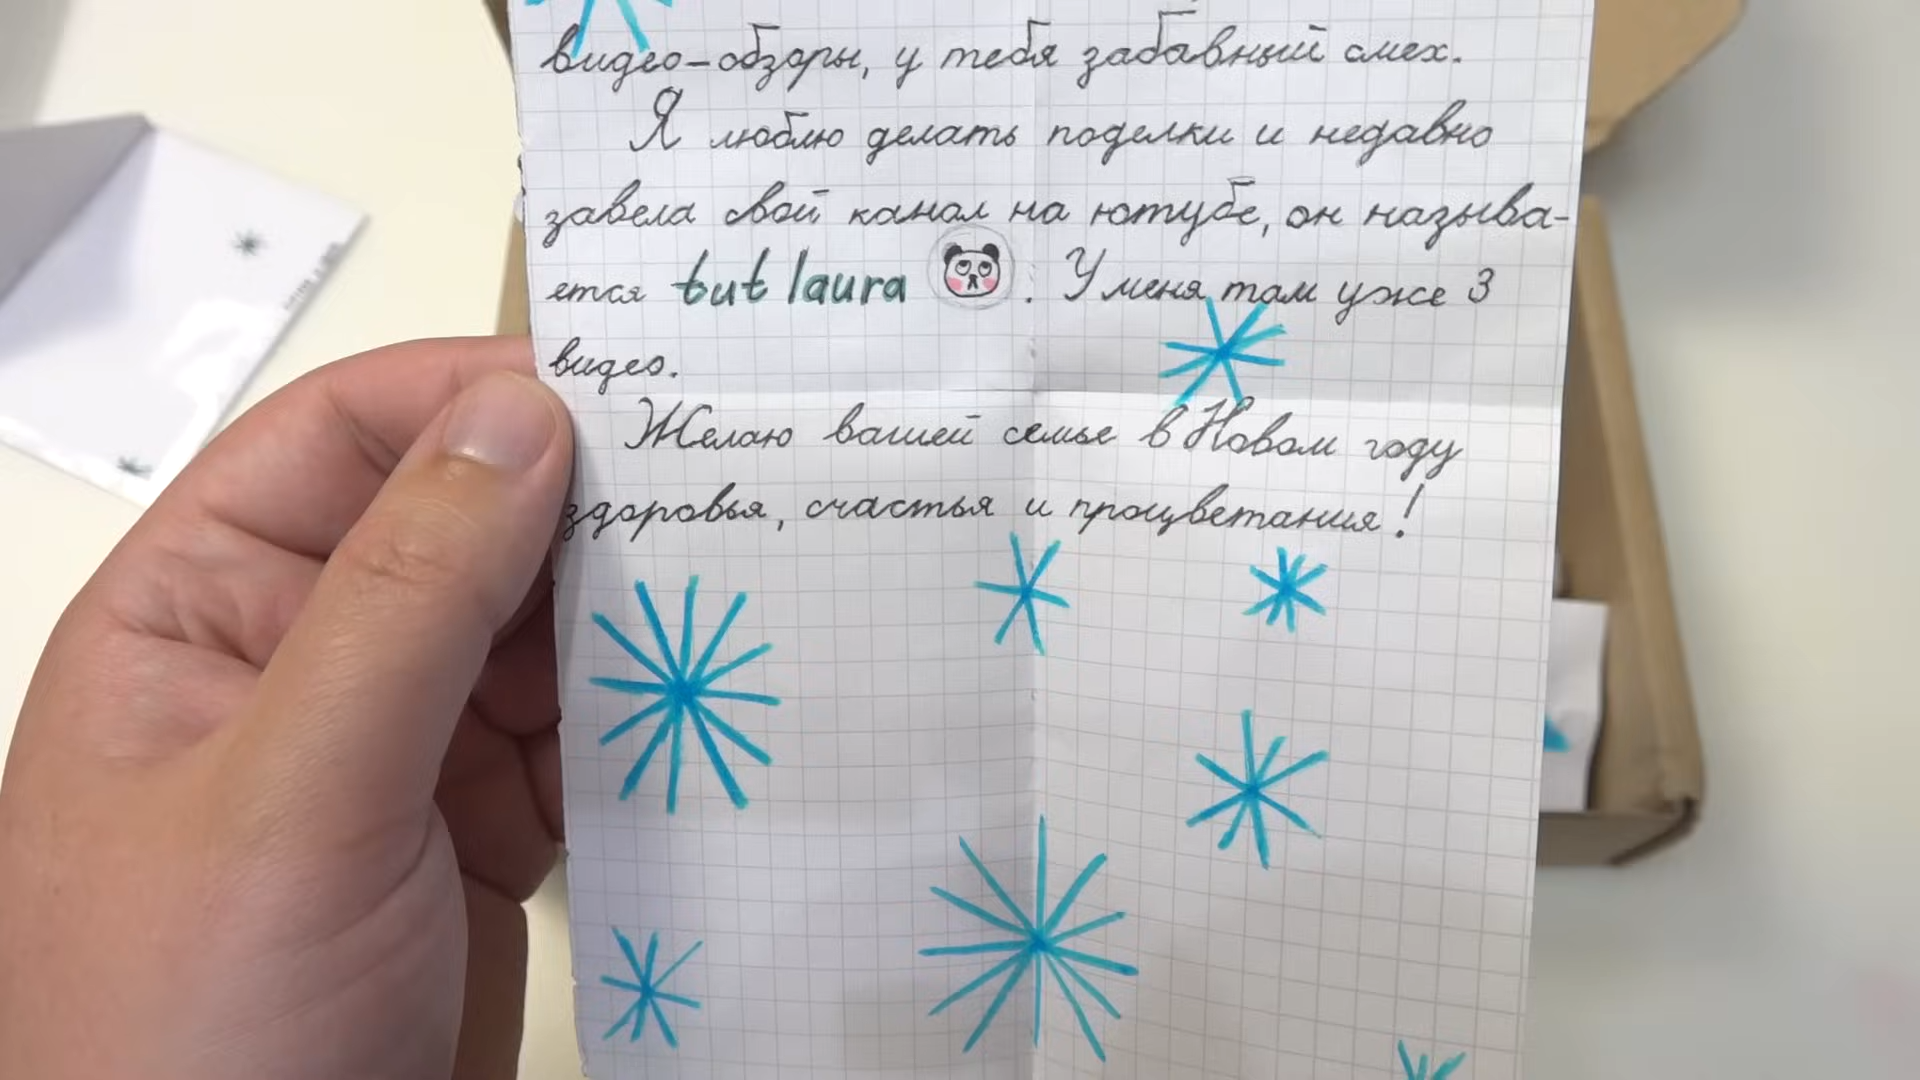 видео-обзоры, у тебя забавный смех.
Я люблю делать поделки и недавно
завела свой канал на ютубе, он называ-
ется tut laura . У меня там уже 3
видео.
Желаю вашей семье в Новом году
здоровья, счастья и процветания!